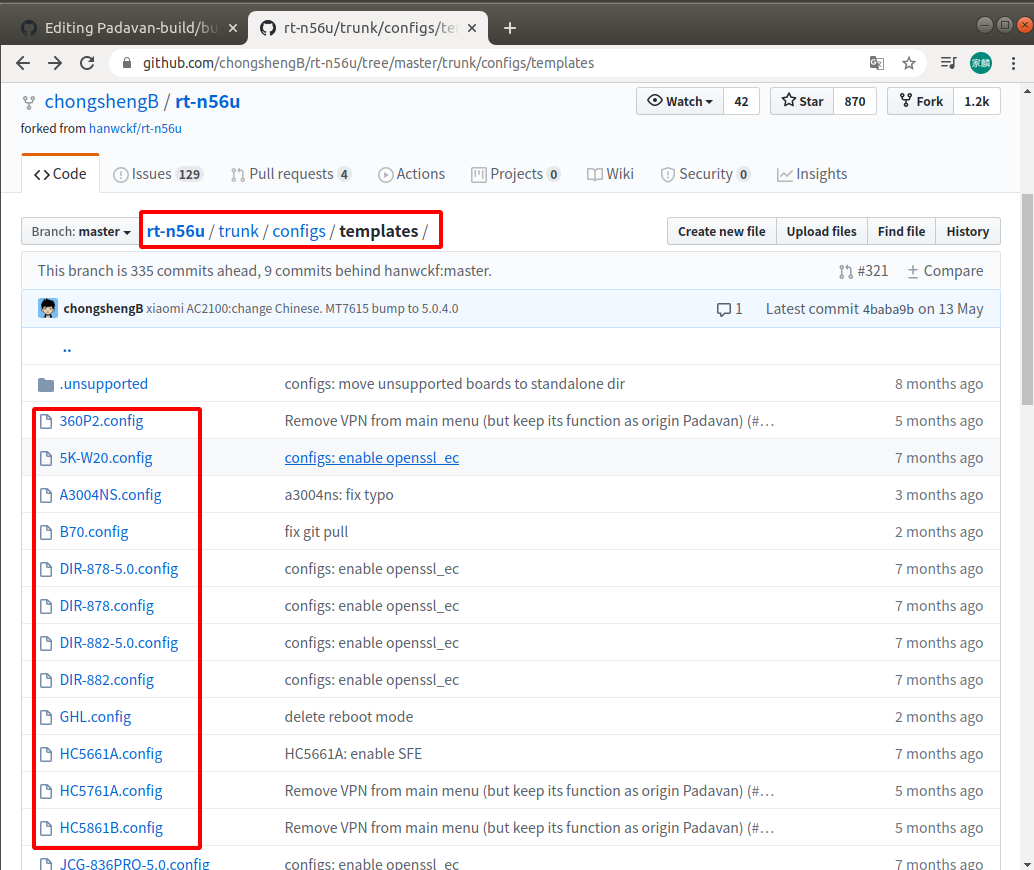 Editing Padavan-build/bu
rt-n56u/trunk/configs/te
github.com/chongshengB/rt-n56u/tree/master/trunk/configs/templates
家麟
chongshengB / rt-n56u
Watch 42 Star 870 Fork 1.2k
forked from hanwckf/rt-n56u
Code Issues 129 Pull requests 4 Actions Projects 0 Wiki Security 0 Insights
Branch: master rt-n56u / trunk / configs / templates / Create new file Upload files Find file History
This branch is 335 commits ahead, 9 commits behind hanwckf:master. #321 Compare
chongshengB xiaomi AC2100:change Chinese. MT7615 bump to 5.0.4.0 1 Latest commit 4baba9b on 13 May
..
.unsupported configs: move unsupported boards to standalone dir 8 months ago
360P2.config Remove VPN from main menu (but keep its function as origin Padavan) (#… 5 months ago
5K-W20.config configs: enable openssl_ec 7 months ago
A3004NS.config a3004ns: fix typo 3 months ago
B70.config fix git pull 2 months ago
DIR-878-5.0.config configs: enable openssl_ec 7 months ago
DIR-878.config configs: enable openssl_ec 7 months ago
DIR-882-5.0.config configs: enable openssl_ec 7 months ago
DIR-882.config configs: enable openssl_ec 7 months ago
GHL.config delete reboot mode 2 months ago
HC5661A.config HC5661A: enable SFE 7 months ago
HC5761A.config Remove VPN from main menu (but keep its function as origin Padavan) (#… 5 months ago
HC5861B.config Remove VPN from main menu (but keep its function as origin Padavan) (#… 5 months ago
JCG-836PRO-5.0.config configs: enable openssl_ec 7 months ago